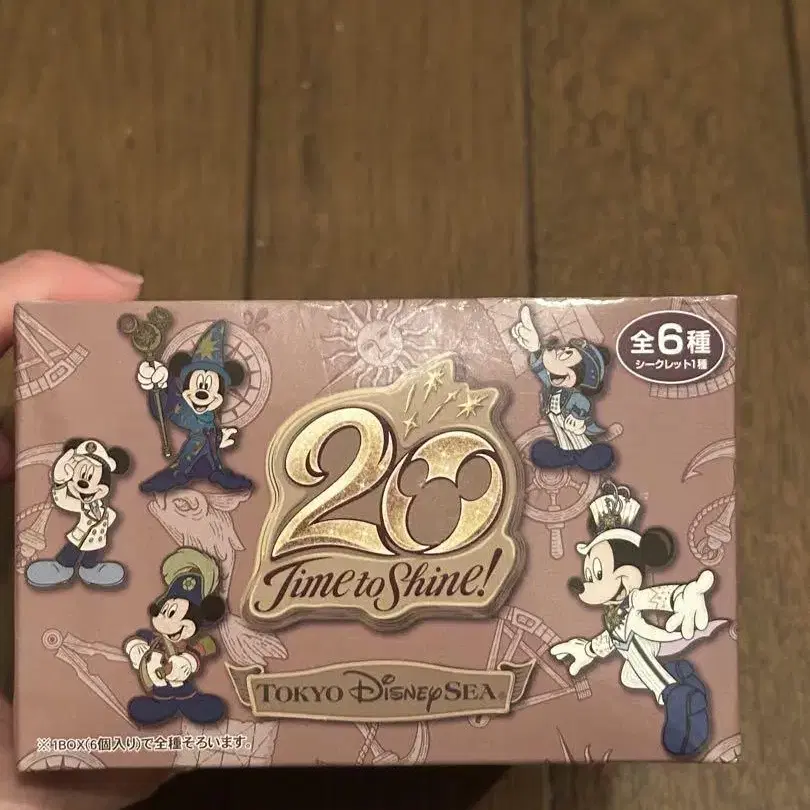 全6種
シークレット1種
20
Time to Shine!
TOKYO DISNEYSEA®
※1BOX(6個入り)で全種そろいます。